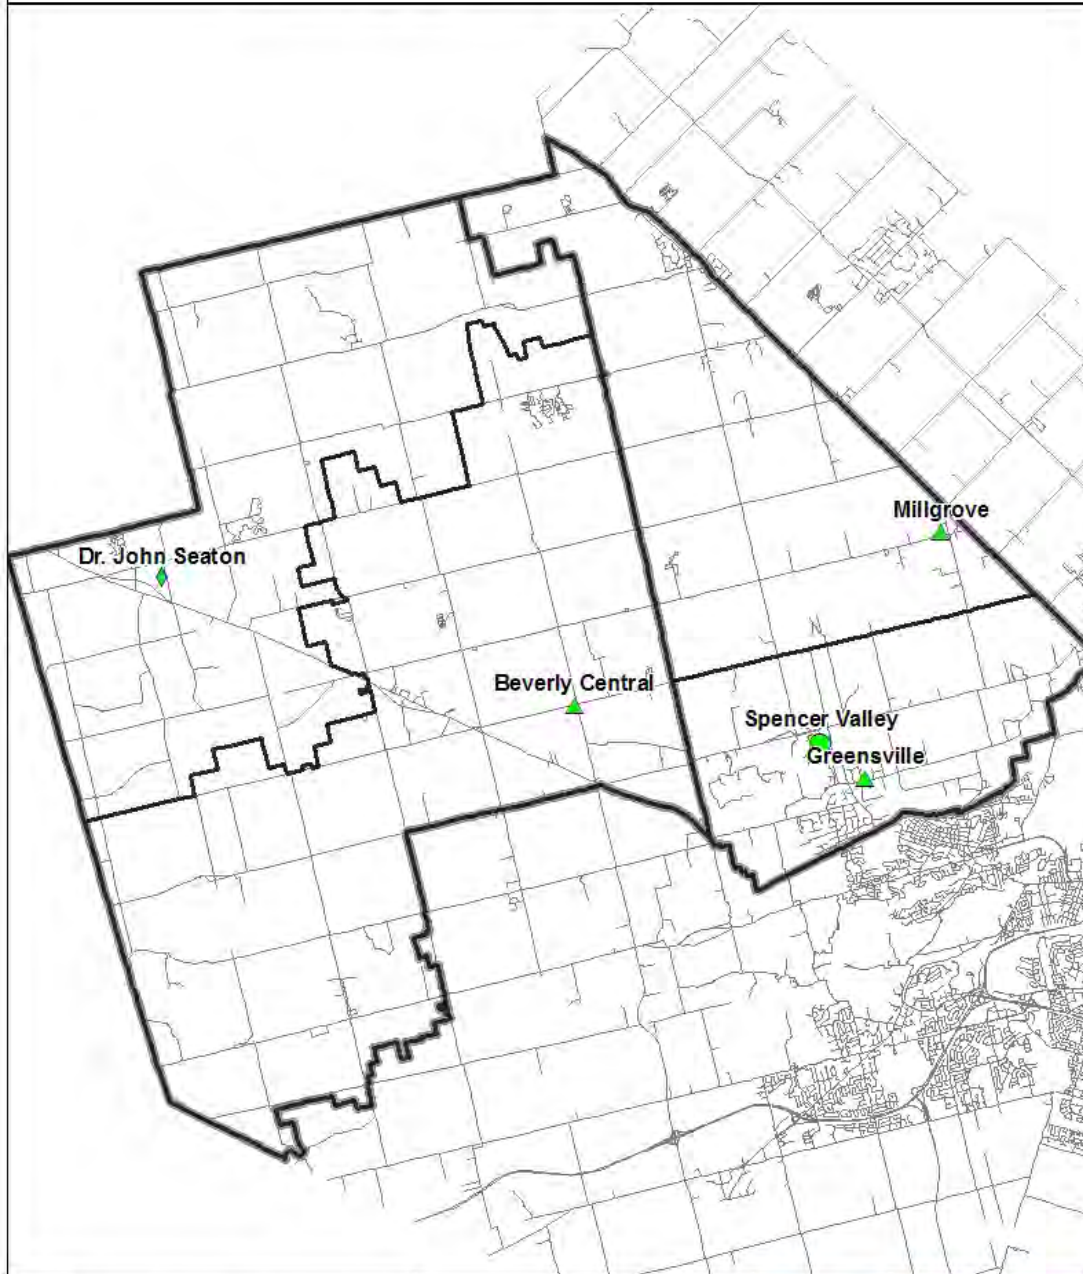 Millgrove
Dr. John Seaton
Beverly Central
Spencer Valley
Greensville